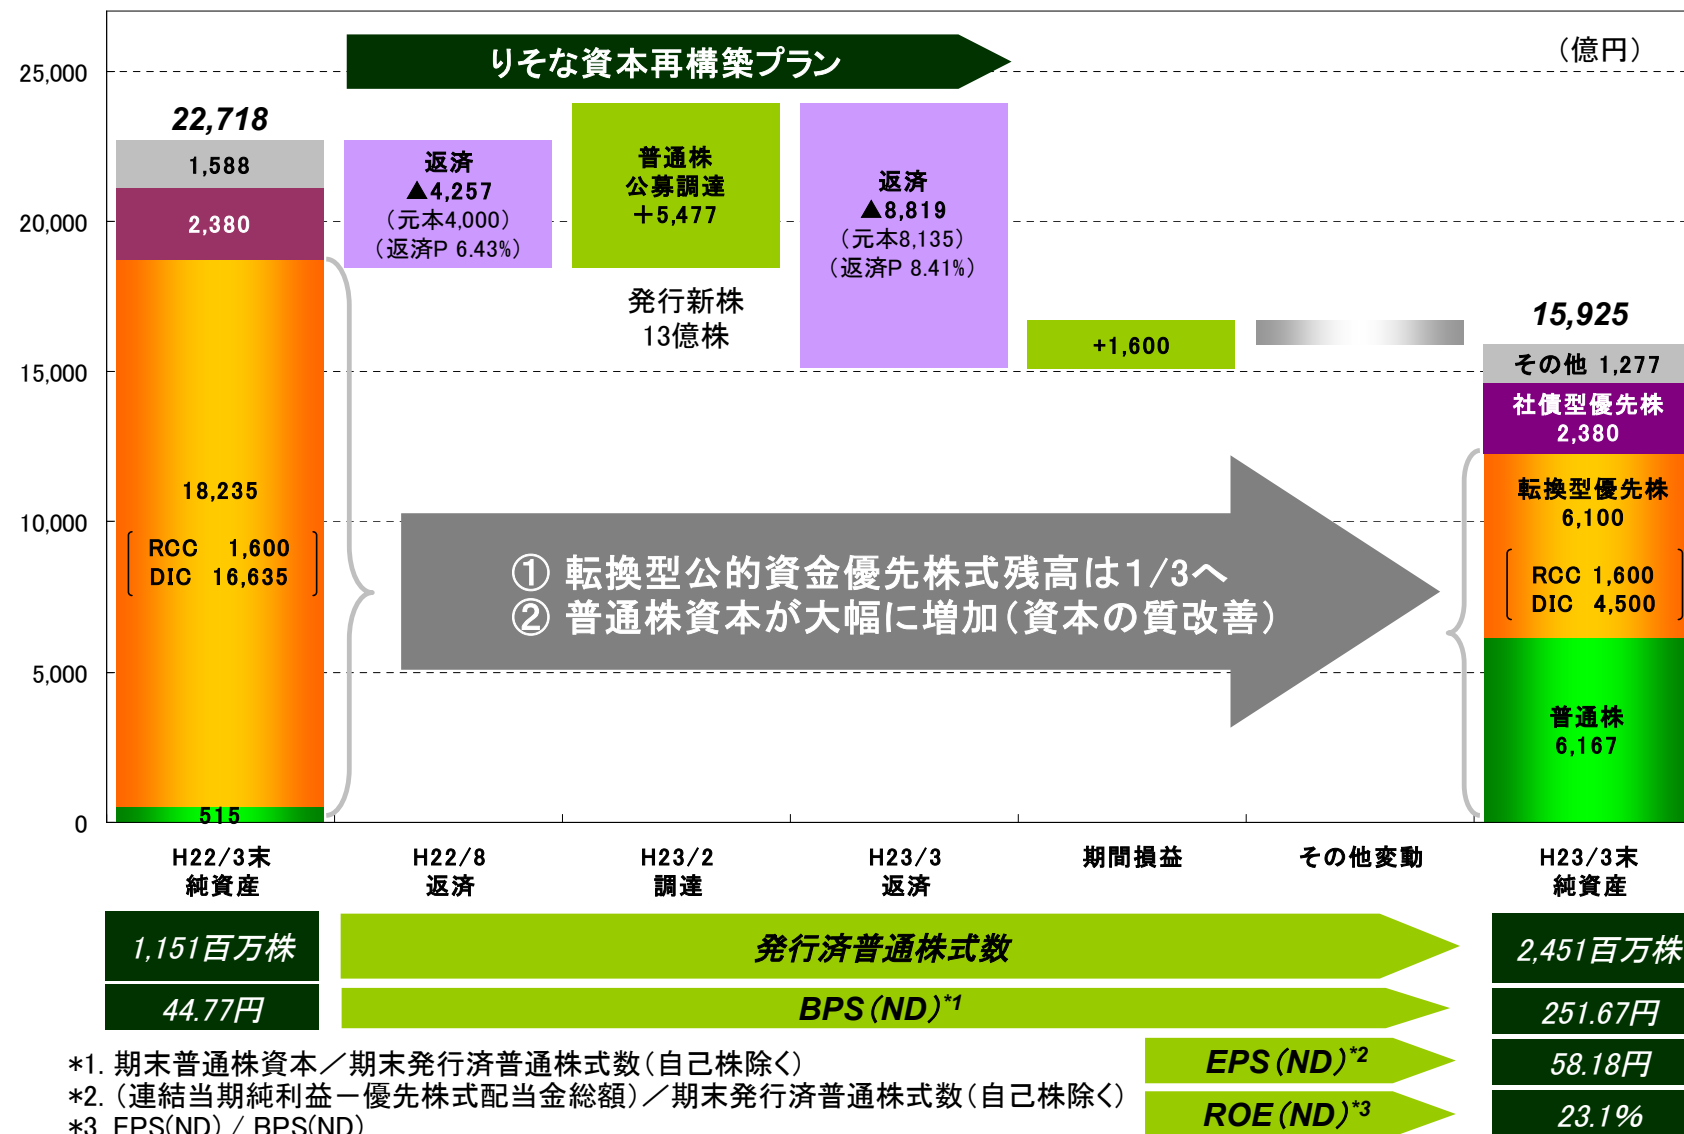 りそな資本再構築プラン
(億円)
25,000
20,000
15,000
10,000
5,000
0
22,718
1,588
2,380
18,235
RCC 1,600
DIC 16,635
515
返済
▲4,257
(元本4,000)
(返済P 6.43%)
普通株
公募調達
+5,477
発行新株
13億株
返済
▲8,819
(元本8,135)
(返済P 8.41%)
+1,600
15,925
その他 1,277
社債型優先株
2,380
転換型優先株
6,100
RCC 1,600
DIC 4,500
普通株
6,167
① 転換型公的資金優先株式残高は1/3へ
② 普通株資本が大幅に増加(資本の質改善)
H22/3末
純資産
H22/8
返済
H23/2
調達
H23/3
返済
期間損益
その他変動
H23/3末
純資産
1,151百万株
発行済普通株式数
2,451百万株
44.77円
BPS(ND)*1
251.67円
*1. 期末普通株資本/期末発行済普通株式数(自己株除く)
EPS(ND)*2
58.18円
*2. (連結当期純利益-優先株式配当金総額)/期末発行済普通株式数(自己株除く)
ROE(ND)*3
23.1%
*3. EPS(ND) / BPS(ND)